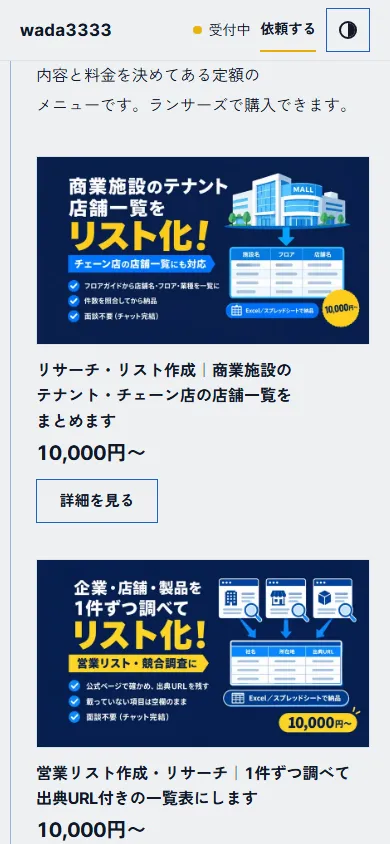 wada3333
受付中
依頼する
内容と料金を決めてある定額の
メニューです。ランサーズで購入できます。
商業施設のテナント
店舗一覧を
リスト化!
チェーン店の店舗一覧にも対応
フロアガイドから店舗名・フロア・業種を一覧に
件数を照合してから納品
面談不要(チャット完結)
MALL
施設名 フロア 店舗名
Excel/スプレッドシートで納品
10,000円~
リサーチ・リスト作成|商業施設の
テナント・チェーン店の店舗一覧を
まとめます
10,000円〜
詳細を見る
企業・店舗・製品を
1件ずつ調べて
リスト化!
営業リスト・競合調査に
公式ページで確かめ、出典URLを残す
載っていない項目は空欄のまま
面談不要(チャット完結)
社名 所在地 出典URL
Excel/スプレッドシートで納品
10,000円~
営業リスト作成・リサーチ|1件ずつ調べて
出典URL付きの一覧表にします
10,000円〜